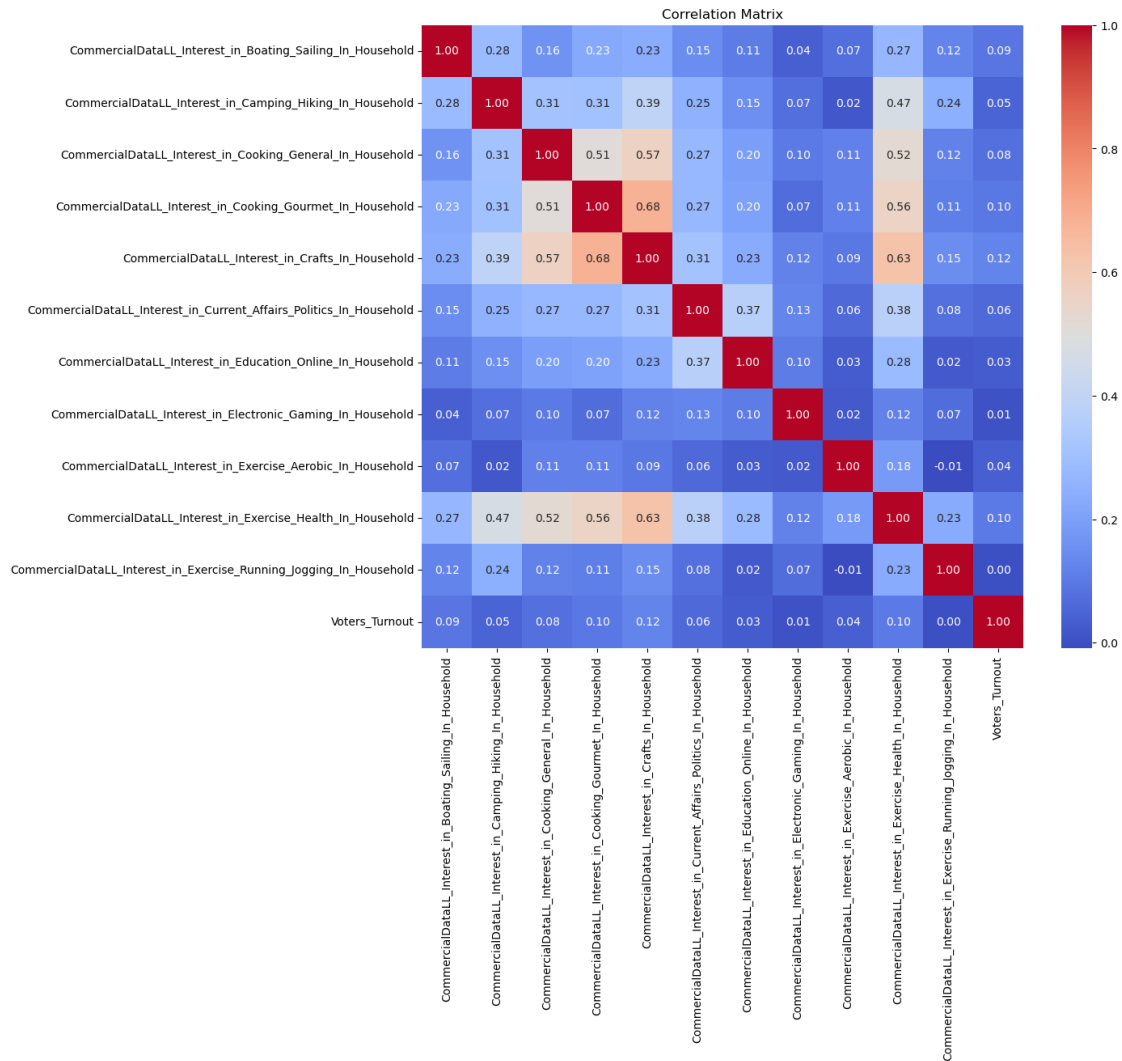 Correlation Matrix
CommercialDataLL_Interest_in_Boating_Sailing_In_Household 1.00 0.28 0.16 0.23 0.23 0.15 0.11 0.04 0.07 0.27 0.12 0.09
CommercialDataLL_Interest_in_Camping_Hiking_In_Household 0.28 1.00 0.31 0.31 0.39 0.25 0.15 0.07 0.02 0.47 0.24 0.05
CommercialDataLL_Interest_in_Cooking_General_In_Household 0.16 0.31 1.00 0.51 0.57 0.27 0.20 0.10 0.11 0.52 0.12 0.08
CommercialDataLL_Interest_in_Cooking_Gourmet_In_Household 0.23 0.31 0.51 1.00 0.68 0.27 0.20 0.07 0.11 0.56 0.11 0.10
CommercialDataLL_Interest_in_Crafts_In_Household 0.23 0.39 0.57 0.68 1.00 0.31 0.23 0.12 0.09 0.63 0.15 0.12
CommercialDataLL_Interest_in_Current_Affairs_Politics_In_Household 0.15 0.25 0.27 0.27 0.31 1.00 0.37 0.13 0.06 0.38 0.08 0.06
CommercialDataLL_Interest_in_Education_Online_In_Household 0.11 0.15 0.20 0.20 0.23 0.37 1.00 0.10 0.03 0.28 0.02 0.03
CommercialDataLL_Interest_in_Electronic_Gaming_In_Household 0.04 0.07 0.10 0.07 0.12 0.13 0.10 1.00 0.02 0.12 0.07 0.01
CommercialDataLL_Interest_in_Exercise_Aerobic_In_Household 0.07 0.02 0.11 0.11 0.09 0.06 0.03 0.02 1.00 0.18 -0.01 0.04
CommercialDataLL_Interest_in_Exercise_Health_In_Household 0.27 0.47 0.52 0.56 0.63 0.38 0.28 0.12 0.18 1.00 0.23 0.10
CommercialDataLL_Interest_in_Exercise_Running_Jogging_In_Household 0.12 0.24 0.12 0.11 0.15 0.08 0.02 0.07 -0.01 0.23 1.00 0.00
Voters_Turnout 0.09 0.05 0.08 0.10 0.12 0.06 0.03 0.01 0.04 0.10 0.00 1.00
CommercialDataLL_Interest_in_Boating_Sailing_In_Household
CommercialDataLL_Interest_in_Camping_Hiking_In_Household
CommercialDataLL_Interest_in_Cooking_General_In_Household
CommercialDataLL_Interest_in_Cooking_Gourmet_In_Household
CommercialDataLL_Interest_in_Crafts_In_Household
CommercialDataLL_Interest_in_Current_Affairs_Politics_In_Household
CommercialDataLL_Interest_in_Education_Online_In_Household
CommercialDataLL_Interest_in_Electronic_Gaming_In_Household
CommercialDataLL_Interest_in_Exercise_Aerobic_In_Household
CommercialDataLL_Interest_in_Exercise_Health_In_Household
CommercialDataLL_Interest_in_Exercise_Running_Jogging_In_Household
Voters_Turnout
1.0
0.8
0.6
0.4
0.2
0.0